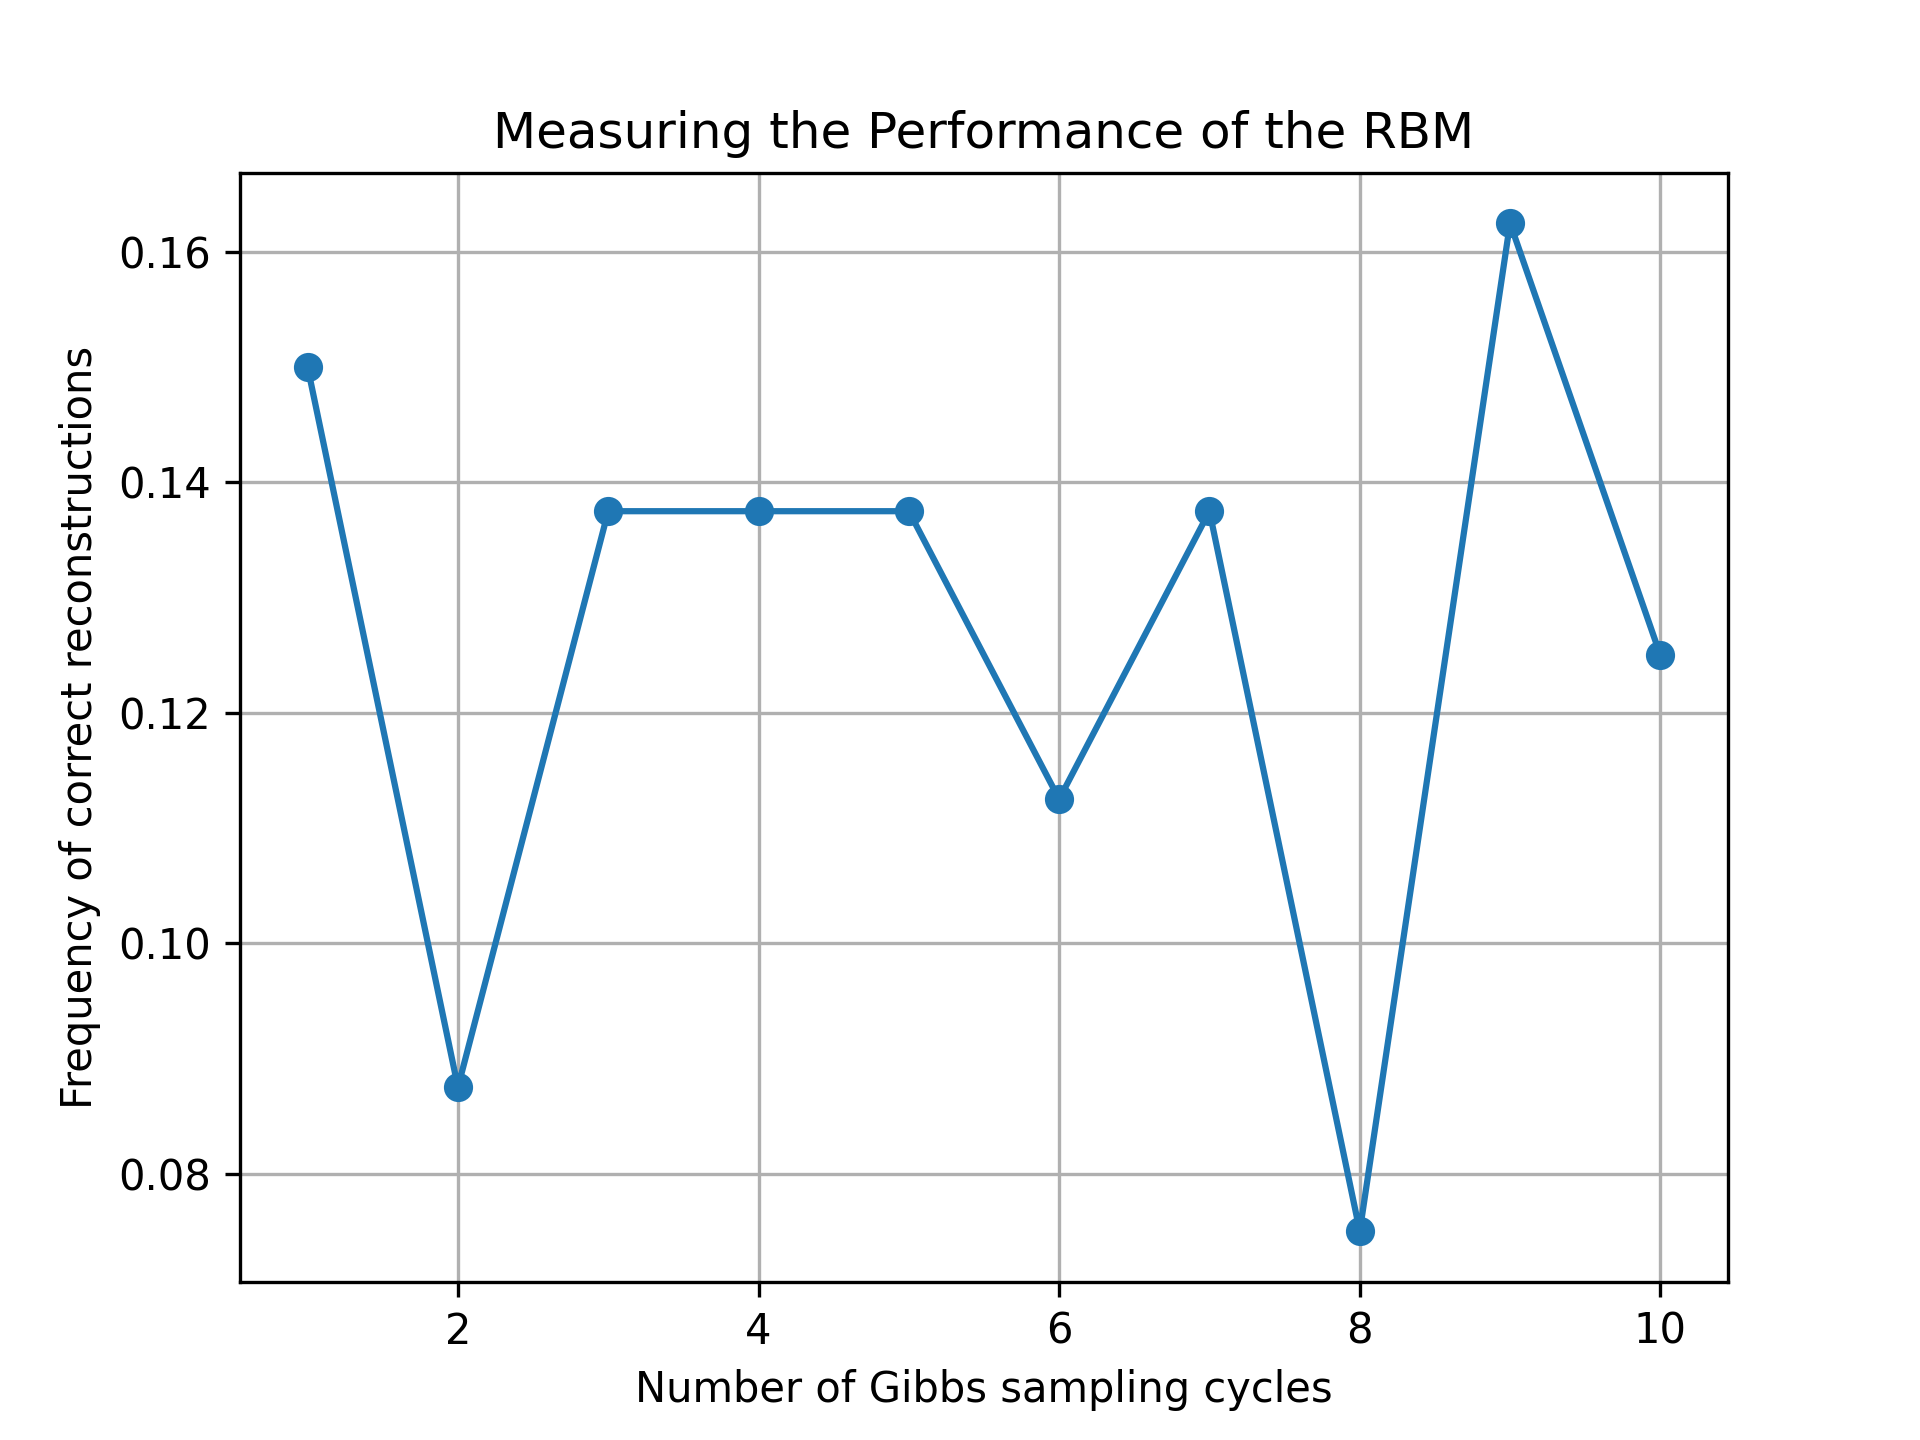 Measuring the Performance of the RBM
Frequency of correct reconstructions
0.16
0.14
0.12
0.10
0.08
2 4 6 8 10
Number of Gibbs sampling cycles